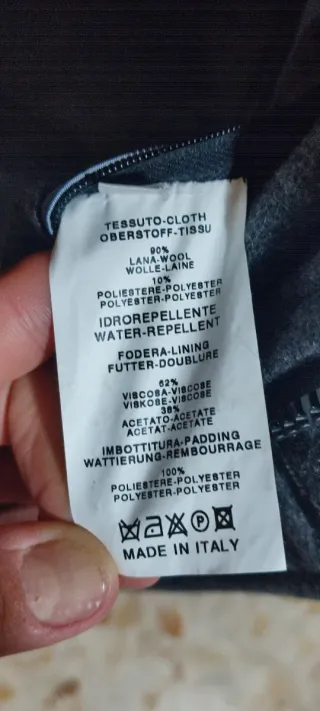 TESSUTO-CLOTH
OBERSTOFF-TISSU
90%
LANA-WOOL
WOLLE-LAINE
10%
POLIESTERE-POLYESTER
POLYESTER-POLYESTER
IDROREPELLENTE
WATER-REPELLENT
FODERA-LINING
FUTTER-DOUBLURE
62%
VISCOSA-VISCOSE
VISKOSE-VISCOSE
38%
ACETATO-ACETATE
ACETAT-ACETATE
IMBOTTITURA-PADDING
WATTIERUNG-REMBOURRAGE
100%
POLIESTERE-POLYESTER
POLYESTER-POLYESTER
P
MADE IN ITALY